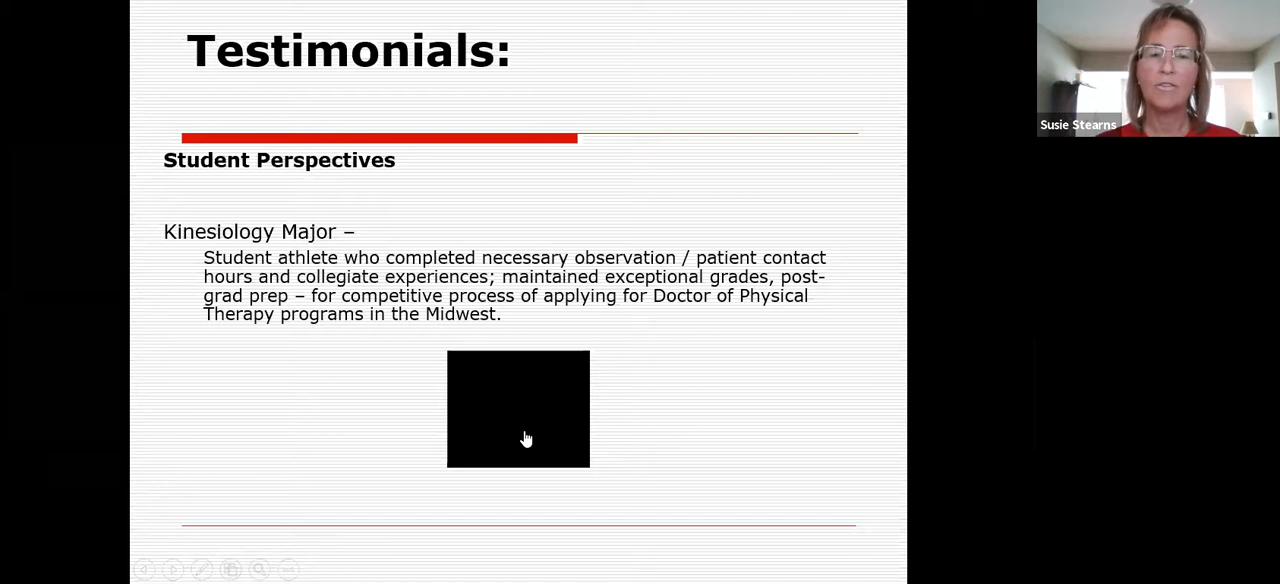 Testimonials:
Student Perspectives
Kinesiology Major –
Student athlete who completed necessary observation / patient contact
hours and collegiate experiences; maintained exceptional grades, post-
grad prep – for competitive process of applying for Doctor of Physical
Therapy programs in the Midwest.
Susie Stearns